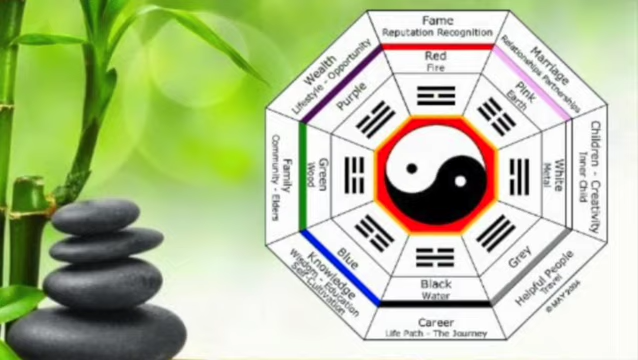 Fame
Reputation Recognition
Red
Fire
Marriage
Relationships Partnerships
Pink
Earth
Children - Creativity
Inner Child
White
Metal
Helpful People
Travel
Grey
©MAY2004
Black
Water
Career
Life Path - The Journey
Blue
Knowledge
Wisdom - Education
Self-Cultivation
Green
Wood
Family
Community - Elders
Wealth
Lifestyle - Opportunity
Purple